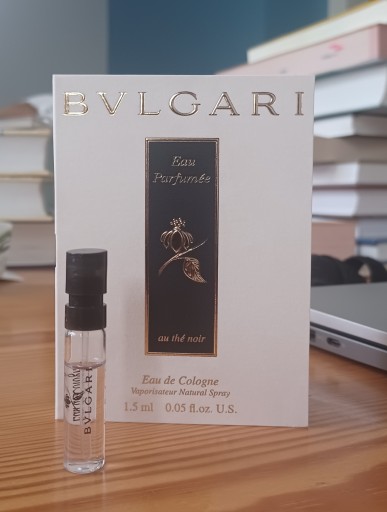 BVLGARI
Eau
Parfumée
au thé noir
Eau de Cologne
Vaporisateur Natural Spray
1.5 ml 0.05 fl.oz. U.S.
BVLGARI